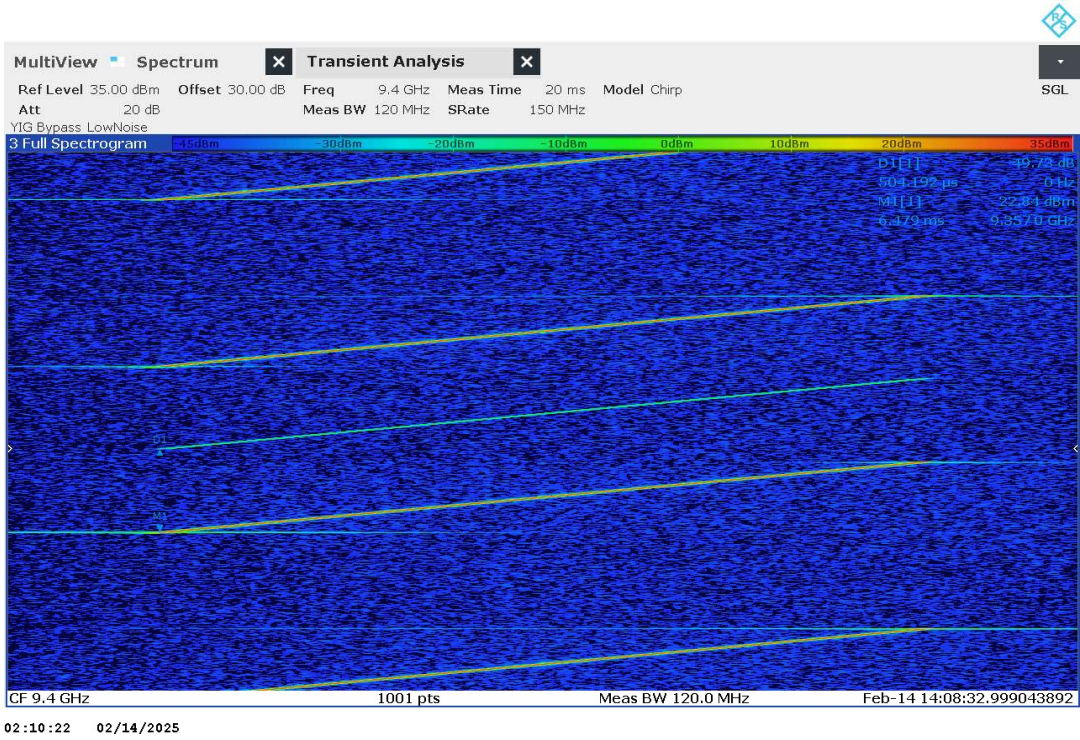 R&S
MultiView Spectrum X Transient Analysis X
Ref Level 35.00 dBm Offset 30.00 dB Freq 9.4 GHz Meas Time 20 ms Model Chirp SGL
Att 20 dB Meas BW 120 MHz SRate 150 MHz
YIG Bypass LowNoise
3 Full Spectrogram -45dBm -30dBm -20dBm -10dBm 0dBm 10dBm 20dBm 35dBm
D1[1] -49.73 dB
504.192 µs 0 Hz
M1[1] 22.84 dBm
6.479 ms 9.3570 GHz
D1
M1
CF 9.4 GHz 1001 pts Meas BW 120.0 MHz Feb-14 14:08:32.999043892
02:10:22 02/14/2025